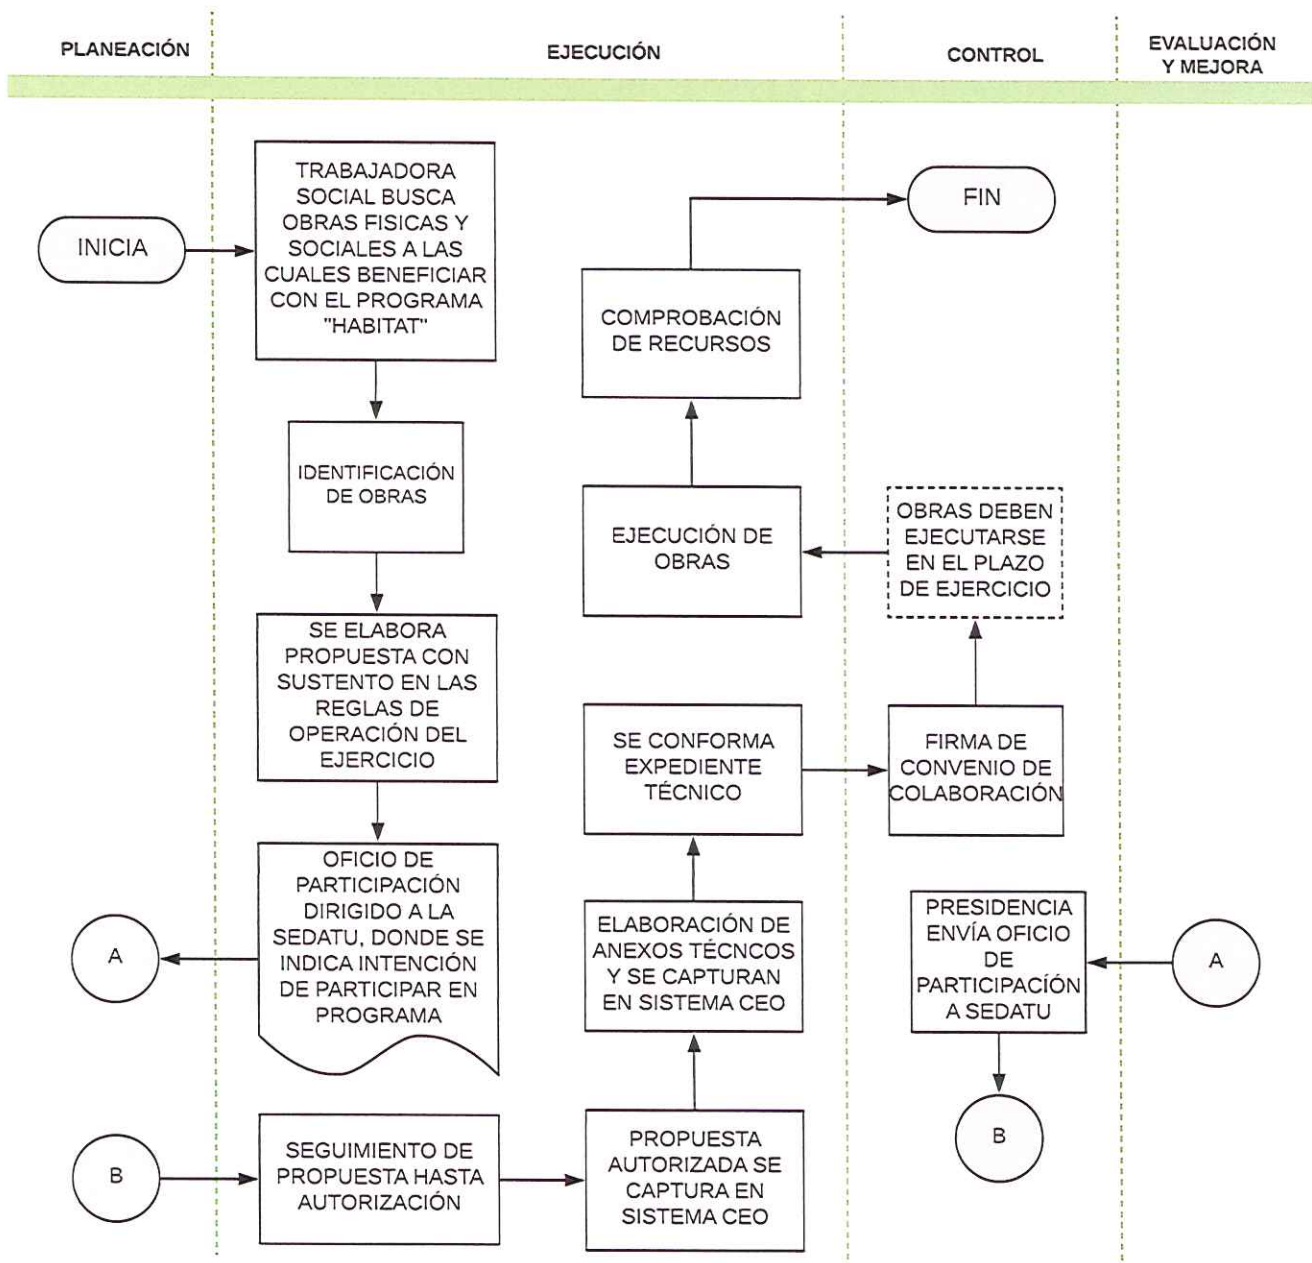 PLANEACIÓN
EJECUCIÓN
CONTROL
EVALUACIÓN
Y MEJORA
INICIA
TRABAJADORA
SOCIAL BUSCA
OBRAS FISICAS Y
SOCIALES A LAS
CUALES BENEFICIAR
CON EL PROGRAMA
"HABITAT"
IDENTIFICACIÓN
DE OBRAS
SE ELABORA
PROPUESTA CON
SUSTENTO EN LAS
REGLAS DE
OPERACIÓN DEL
EJERCICIO
OFICIO DE
PARTICIPACIÓN
DIRIGIDO A LA
SEDATU, DONDE SE
INDICA INTENCIÓN
DE PARTICIPAR EN
PROGRAMA
A
A
PRESIDENCIA
ENVÍA OFICIO
DE
PARTICIPACÍÓN
A SEDATU
B
B
SEGUIMIENTO DE
PROPUESTA HASTA
AUTORIZACIÓN
PROPUESTA
AUTORIZADA SE
CAPTURA EN
SISTEMA CEO
ELABORACIÓN DE
ANEXOS TÉCNCOS
Y SE CAPTURAN
EN SISTEMA CEO
SE CONFORMA
EXPEDIENTE
TÉCNICO
FIRMA DE
CONVENIO DE
COLABORACIÓN
OBRAS DEBEN
EJECUTARSE
EN EL PLAZO
DE EJERCICIO
EJECUCIÓN DE
OBRAS
COMPROBACIÓN
DE RECURSOS
FIN